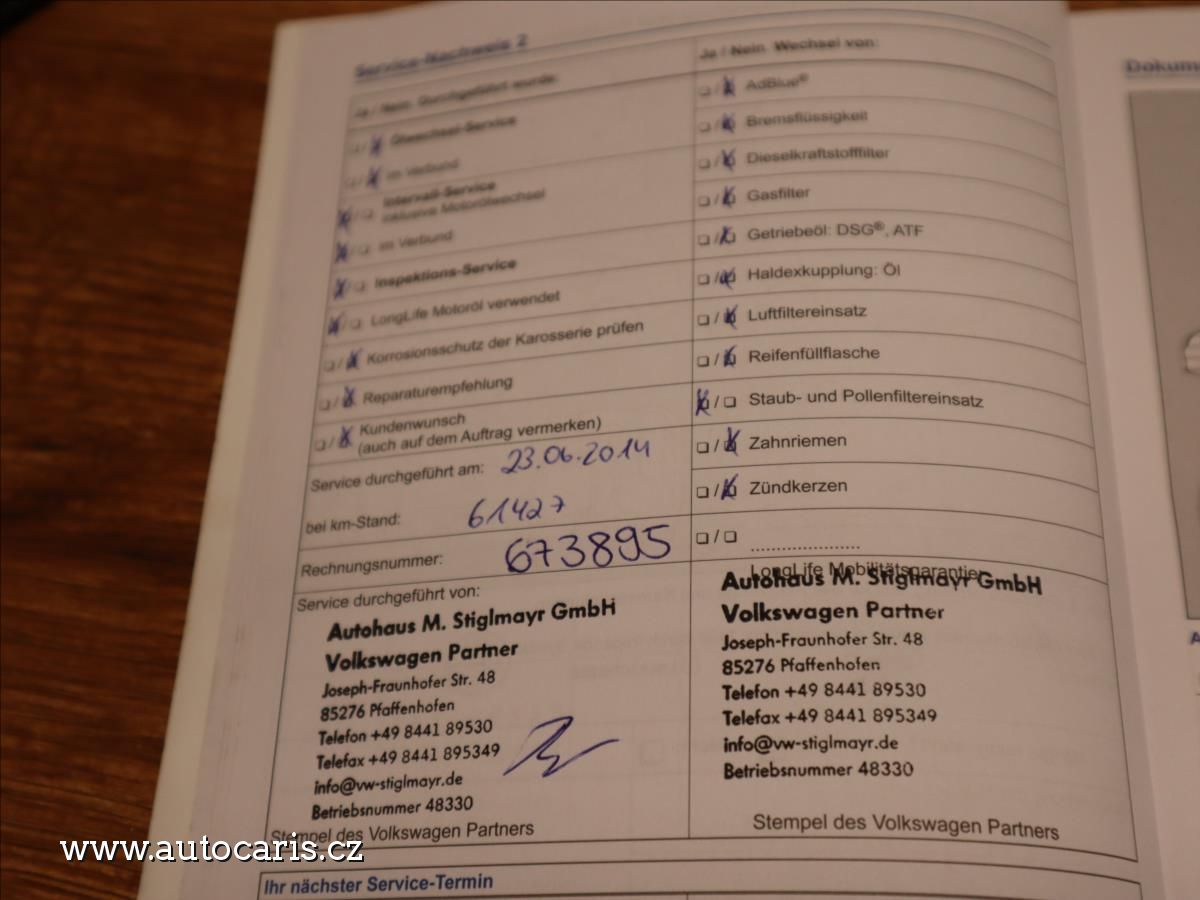 Service-Nachweis 2
Ja / Nein Durchgeführt wurde:
Ölwechsel-Service
im Verbund
Intervall-Service
inklusive Motorölwechsel
im Verbund
Inspektions-Service
LongLife Motoröl verwendet
Korrosionsschutz der Karosserie prüfen
Reparaturempfehlung
Kundenwunsch
(auch auf dem Auftrag vermerken)
Service durchgeführt am: 23.06.2014
bei km-Stand: 61427
Rechnungsnummer: 673895
Service durchgeführt von:
Autohaus M. Stiglmayr GmbH
Volkswagen Partner
Joseph-Fraunhofer Str. 48
85276 Pfaffenhofen
Telefon +49 8441 89530
Telefax +49 8441 895349
info@vw-stiglmayr.de
Betriebsnummer 48330
Stempel des Volkswagen Partners
Ja / Nein Wechsel von:
AdBlue®
Bremsflüssigkeit
Dieselkraftstofffilter
Gasfilter
Getriebeöl: DSG®, ATF
Haldexkupplung: Öl
Luftfiltereinsatz
Reifenfüllflasche
Staub- und Pollenfiltereinsatz
Zahnriemen
Zündkerzen
LongLife Mobilitätsgarantie
Autohaus M. Stiglmayr GmbH
Volkswagen Partner
Joseph-Fraunhofer Str. 48
85276 Pfaffenhofen
Telefon +49 8441 89530
Telefax +49 8441 895349
info@vw-stiglmayr.de
Betriebsnummer 48330
Stempel des Volkswagen Partners
Ihr nächster Service-Termin
Dokum
www.autocaris.cz